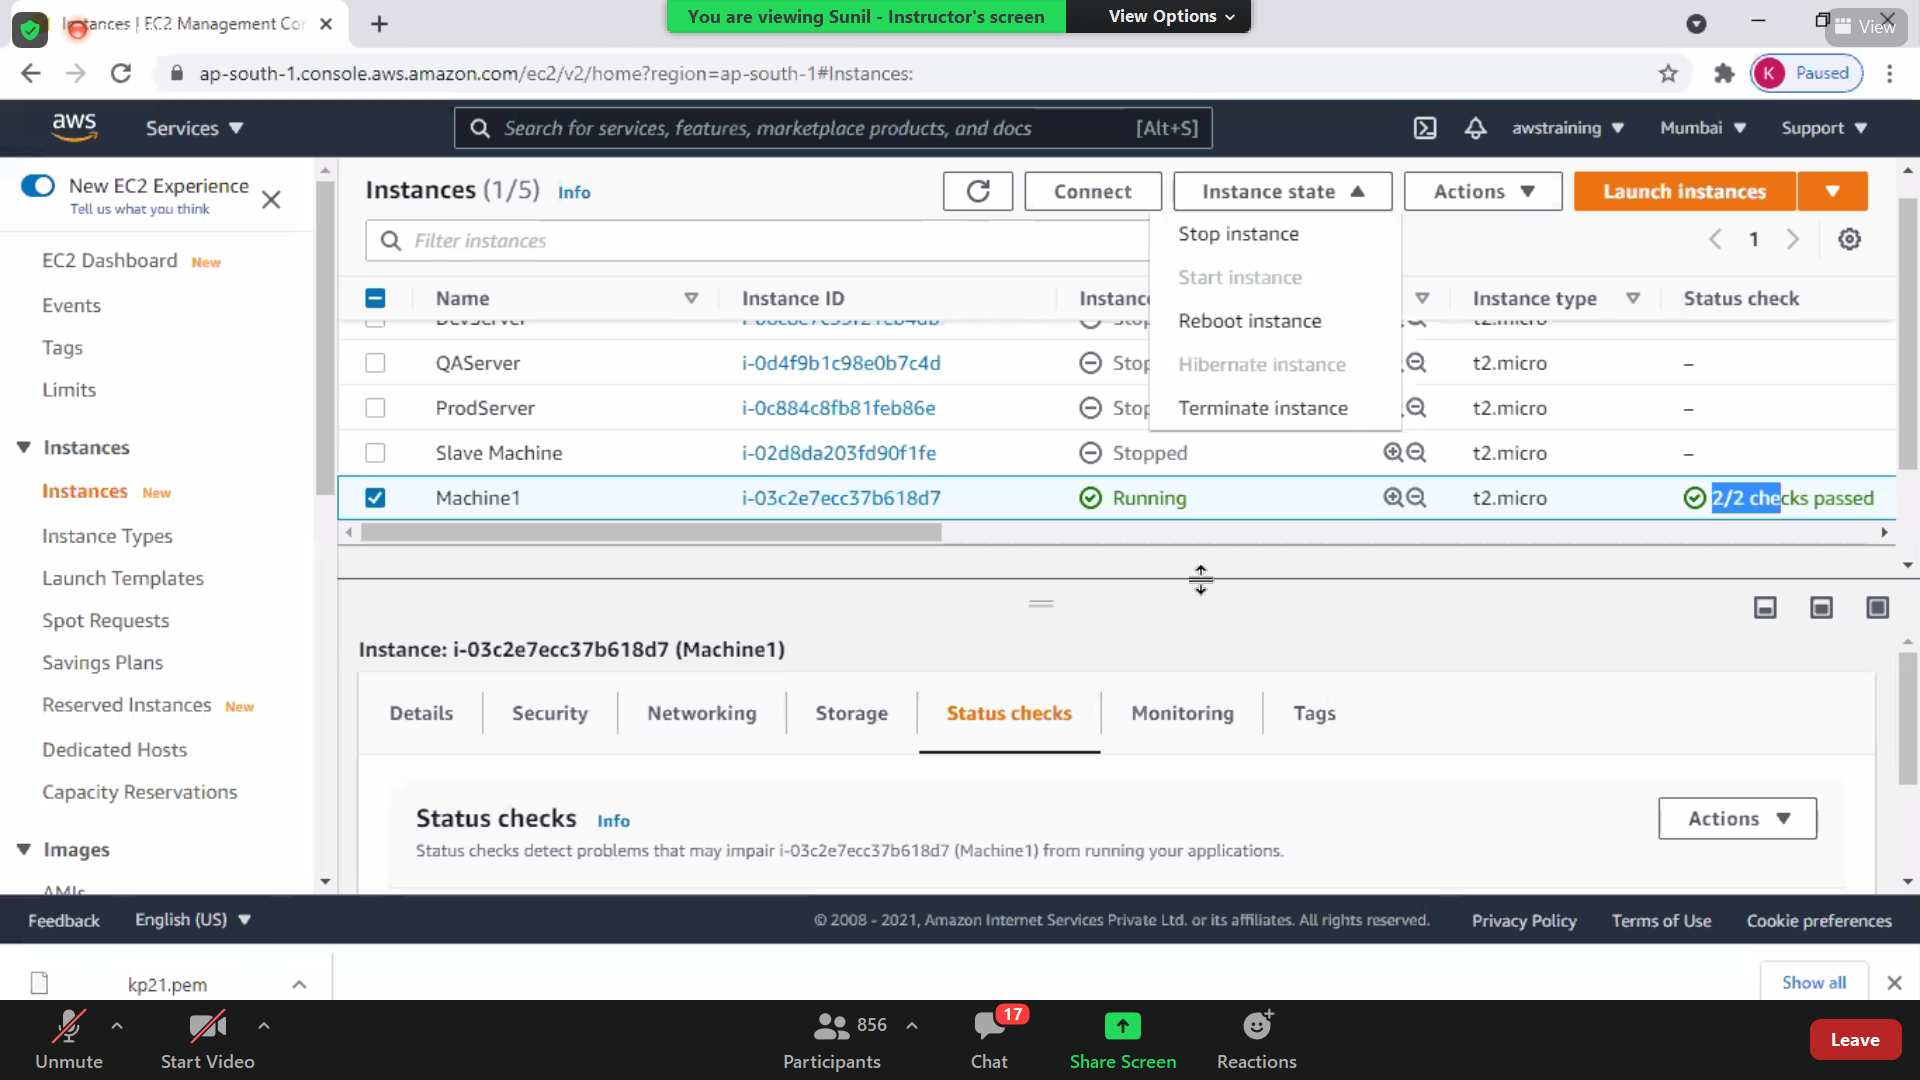 Instances | EC2 Management Con
You are viewing Sunil - Instructor's screen
View Options
View
ap-south-1.console.aws.amazon.com/ec2/v2/home?region=ap-south-1#Instances:
K
Paused
aws
Services
Search for services, features, marketplace products, and docs
[Alt+S]
awstraining
Mumbai
Support
New EC2 Experience
Tell us what you think
EC2 Dashboard New
Events
Tags
Limits
Instances
Instances New
Instance Types
Launch Templates
Spot Requests
Savings Plans
Reserved Instances New
Dedicated Hosts
Capacity Reservations
Images
AMIs
Instances (1/5) Info
Connect
Instance state
Actions
Launch instances
Filter instances
1
Stop instance
Start instance
Reboot instance
Hibernate instance
Terminate instance
Name Instance ID Instanc Instance type Status check
DevServer t2.micro
QAServer i-0d4f9b1c98e0b7c4d Stop t2.micro –
ProdServer i-0c884c8fb81feb86e Stop t2.micro –
Slave Machine i-02d8da203fd90f1fe Stopped t2.micro –
Machine1 i-03c2e7ecc37b618d7 Running t2.micro 2/2 checks passed
Instance: i-03c2e7ecc37b618d7 (Machine1)
Details Security Networking Storage Status checks Monitoring Tags
Status checks Info
Actions
Status checks detect problems that may impair i-03c2e7ecc37b618d7 (Machine1) from running your applications.
Feedback English (US)
© 2008 - 2021, Amazon Internet Services Private Ltd. or its affiliates. All rights reserved.
Privacy Policy Terms of Use Cookie preferences
kp21.pem
Show all
Unmute
Start Video
856
Participants
17
Chat
Share Screen
Reactions
Leave